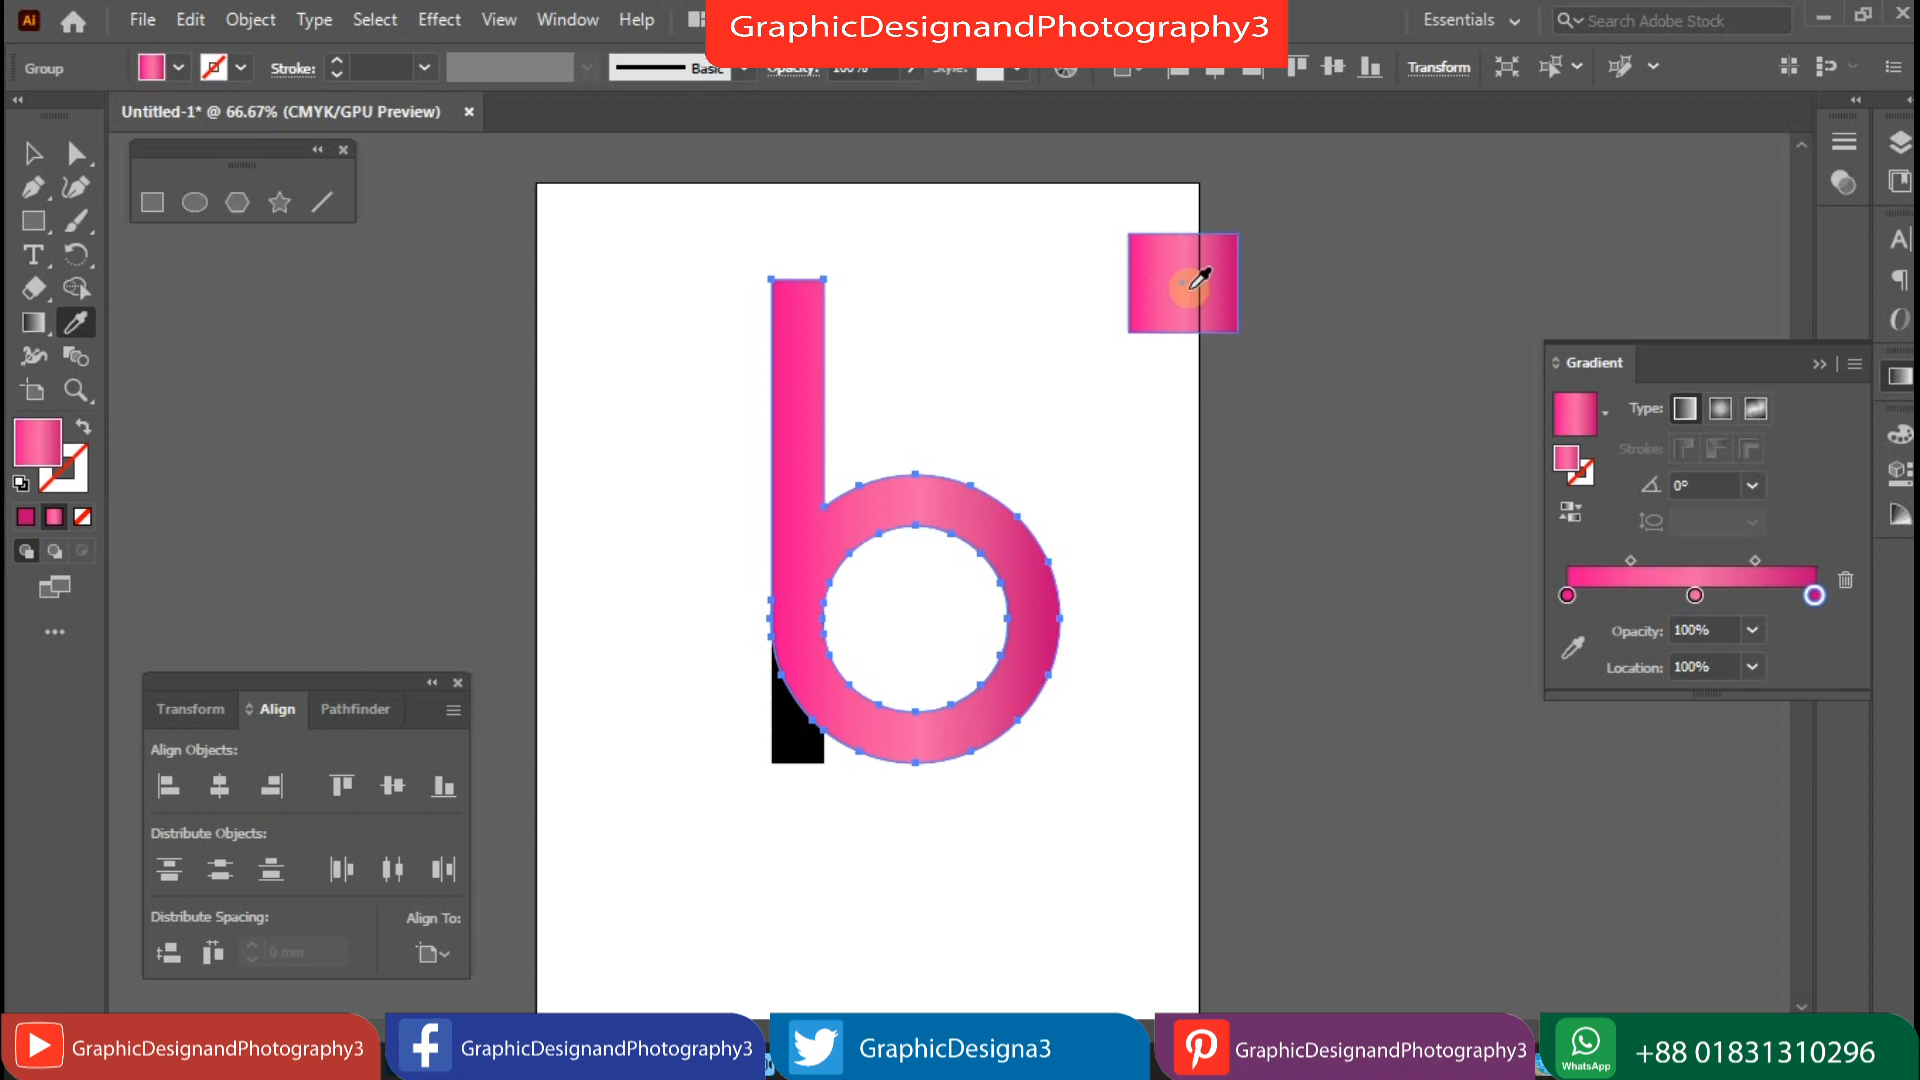 Ai File Edit Object Type Select Effect View Window Help
GraphicDesignandPhotography3
Essentials
Search Adobe Stock
Group
Stroke:
Basic
Opacity: 100%
Style:
Transform
Untitled-1* @ 66.67% (CMYK/GPU Preview)
T
Gradient
Type:
Stroke:
0°
Opacity: 100%
Location: 100%
Transform Align Pathfinder
Align Objects:
Distribute Objects:
Distribute Spacing: Align To:
0 mm
GraphicDesignandPhotography3
GraphicDesignandPhotography3
GraphicDesigna3
GraphicDesignandPhotography3
WhatsApp
+88 01831310296